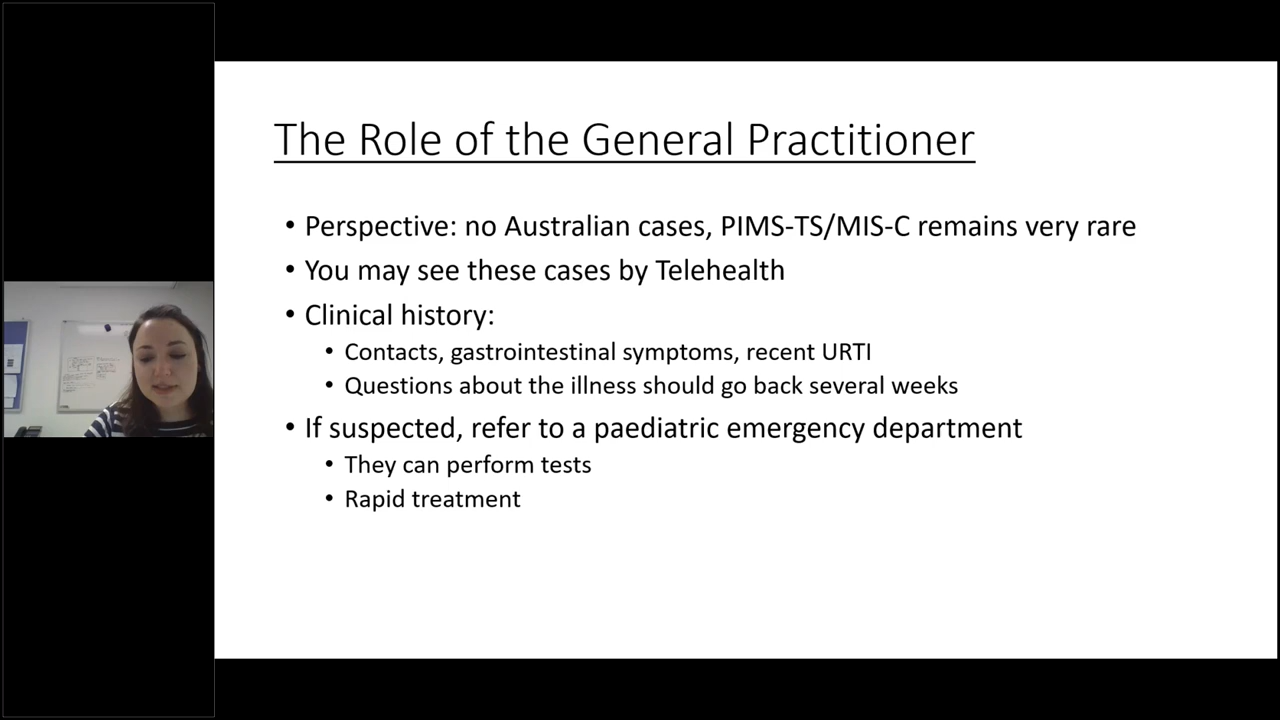 The Role of the General Practitioner
• Perspective: no Australian cases, PIMS-TS/MIS-C remains very rare
• You may see these cases by Telehealth
• Clinical history:
• Contacts, gastrointestinal symptoms, recent URTI
• Questions about the illness should go back several weeks
• If suspected, refer to a paediatric emergency department
• They can perform tests
• Rapid treatment